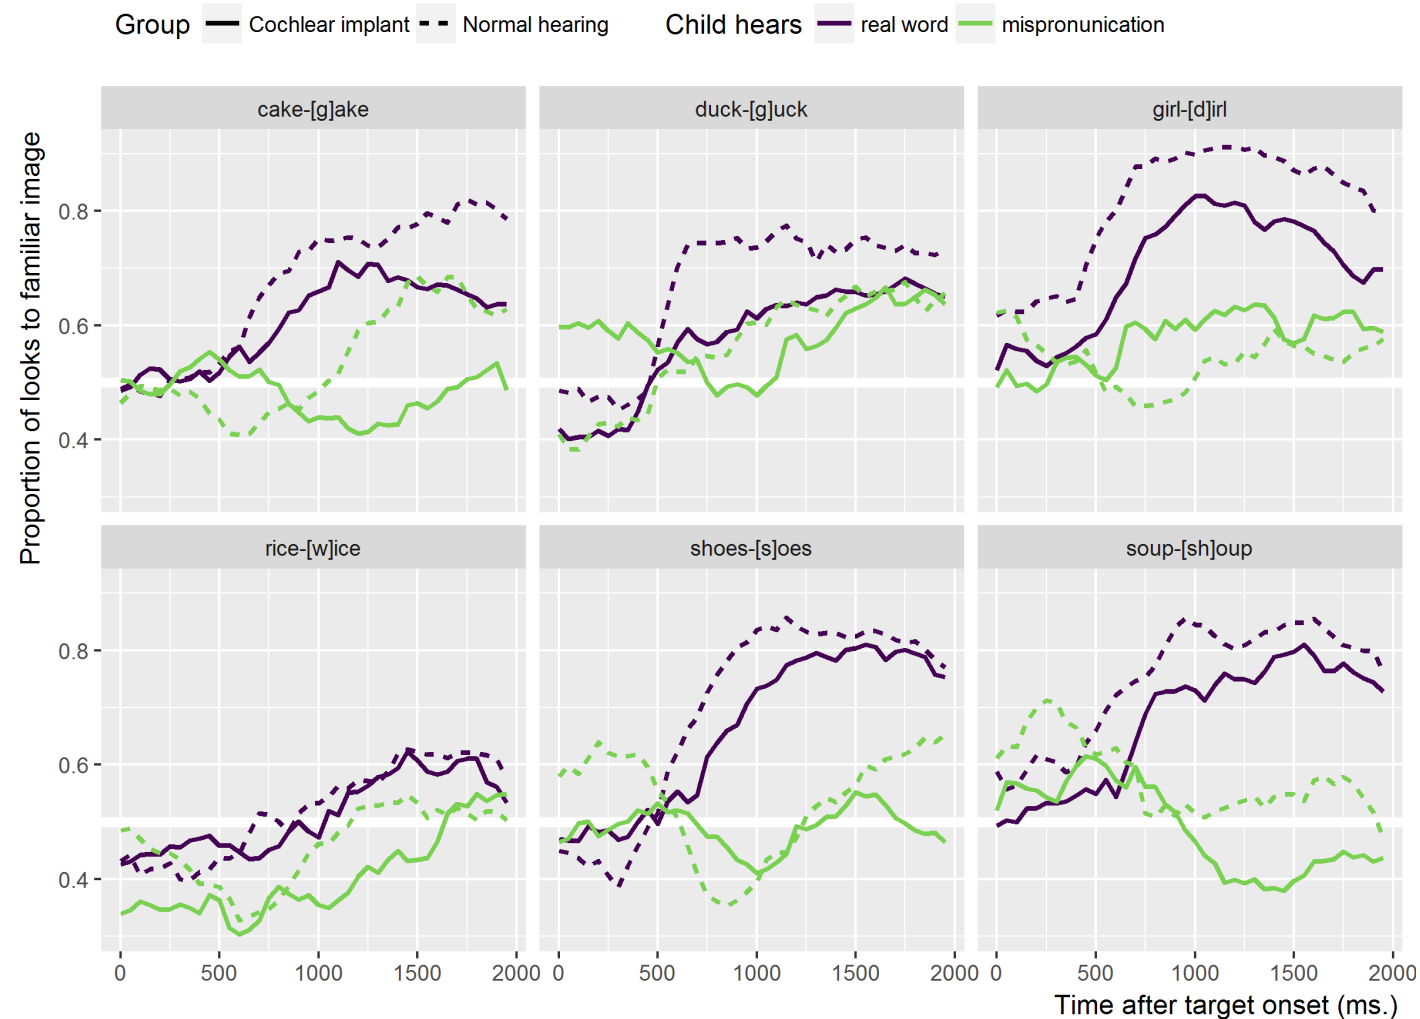 Group Cochlear implant Normal hearing Child hears real word mispronunication
cake-[g]ake duck-[g]uck girl-[d]irl
0.8
0.6
0.4
Proportion of looks to familiar image
rice-[w]ice shoes-[s]oes soup-[sh]oup
0.8
0.6
0.4
0 500 1000 1500 2000 0 500 1000 1500 2000 0 500 1000 1500 2000
Time after target onset (ms.)